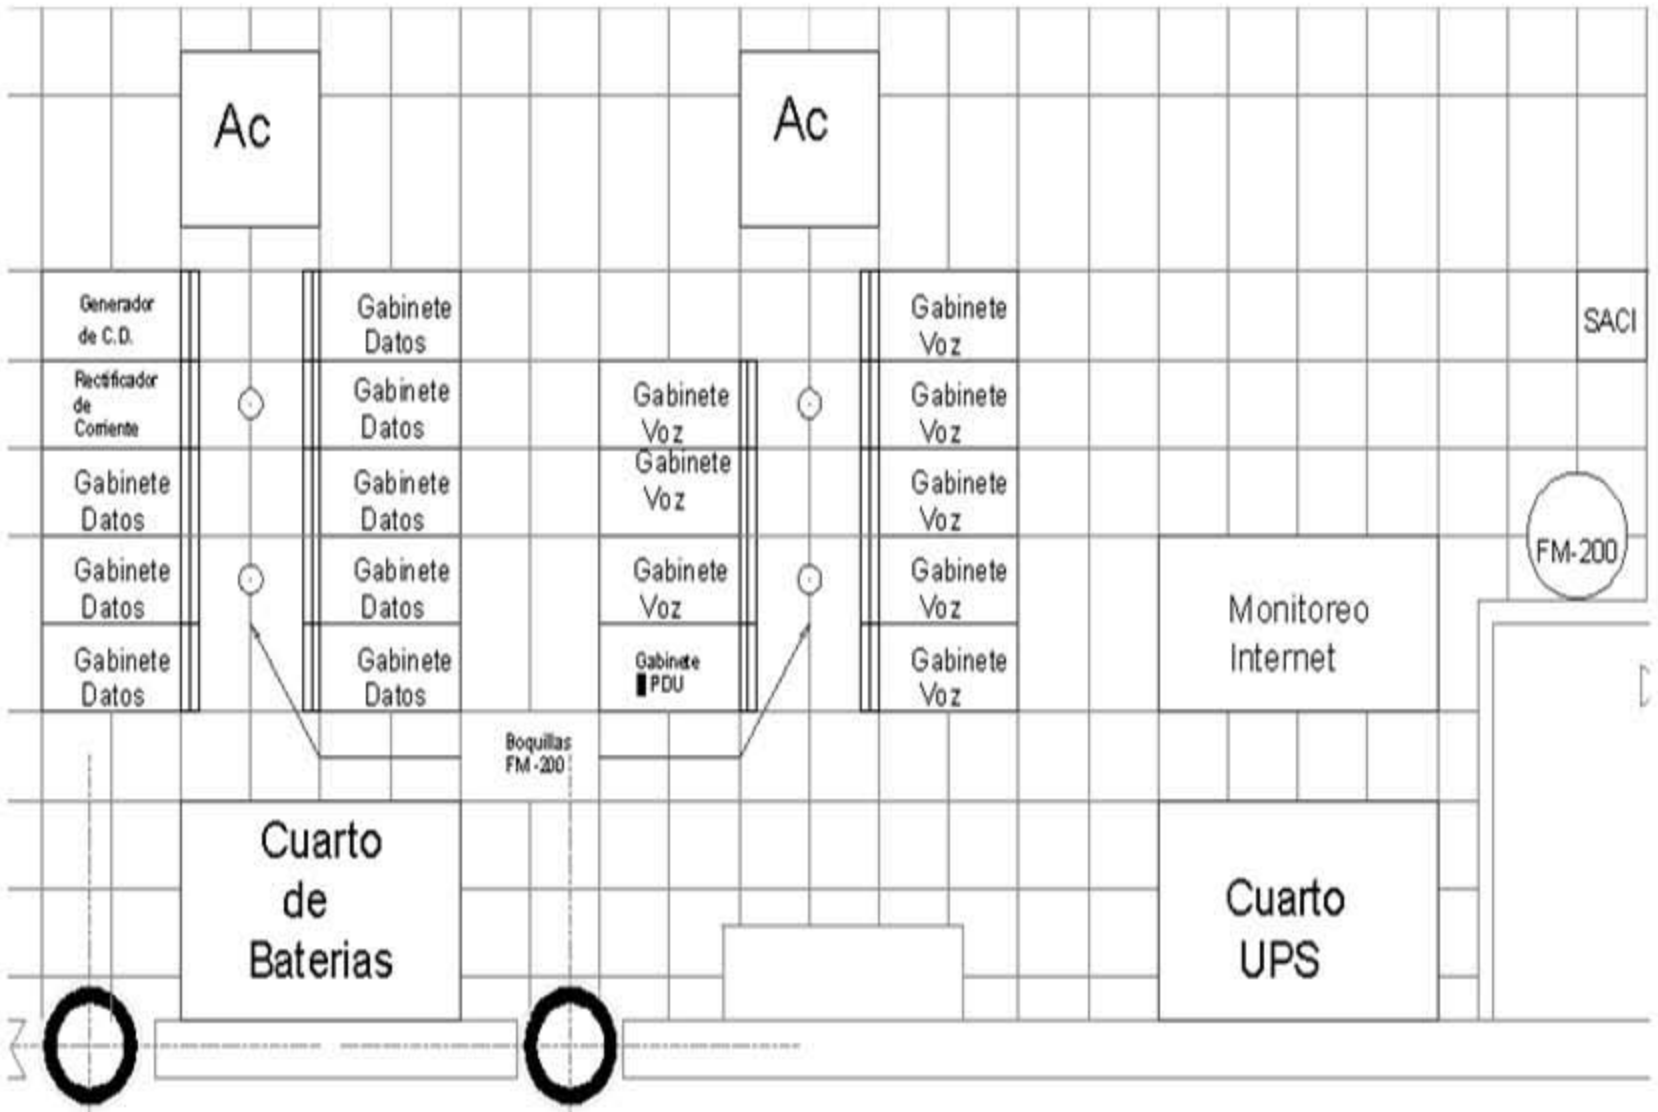 Ac
Ac
Generador
de C.D.
Rectificador
de
Corriente
Gabinete
Datos
Gabinete
Datos
Gabinete
Datos
Gabinete
Datos
Gabinete
Datos
Gabinete
Datos
Gabinete
Datos
Gabinete
Datos
Gabinete
Voz
Gabinete
Voz
Gabinete
Voz
Gabinete
PDU
Gabinete
Voz
Gabinete
Voz
Gabinete
Voz
Gabinete
Voz
Gabinete
Voz
SACI
FM-200
Monitoreo
Internet
Boquillas
FM-200
Cuarto
de
Baterias
Cuarto
UPS